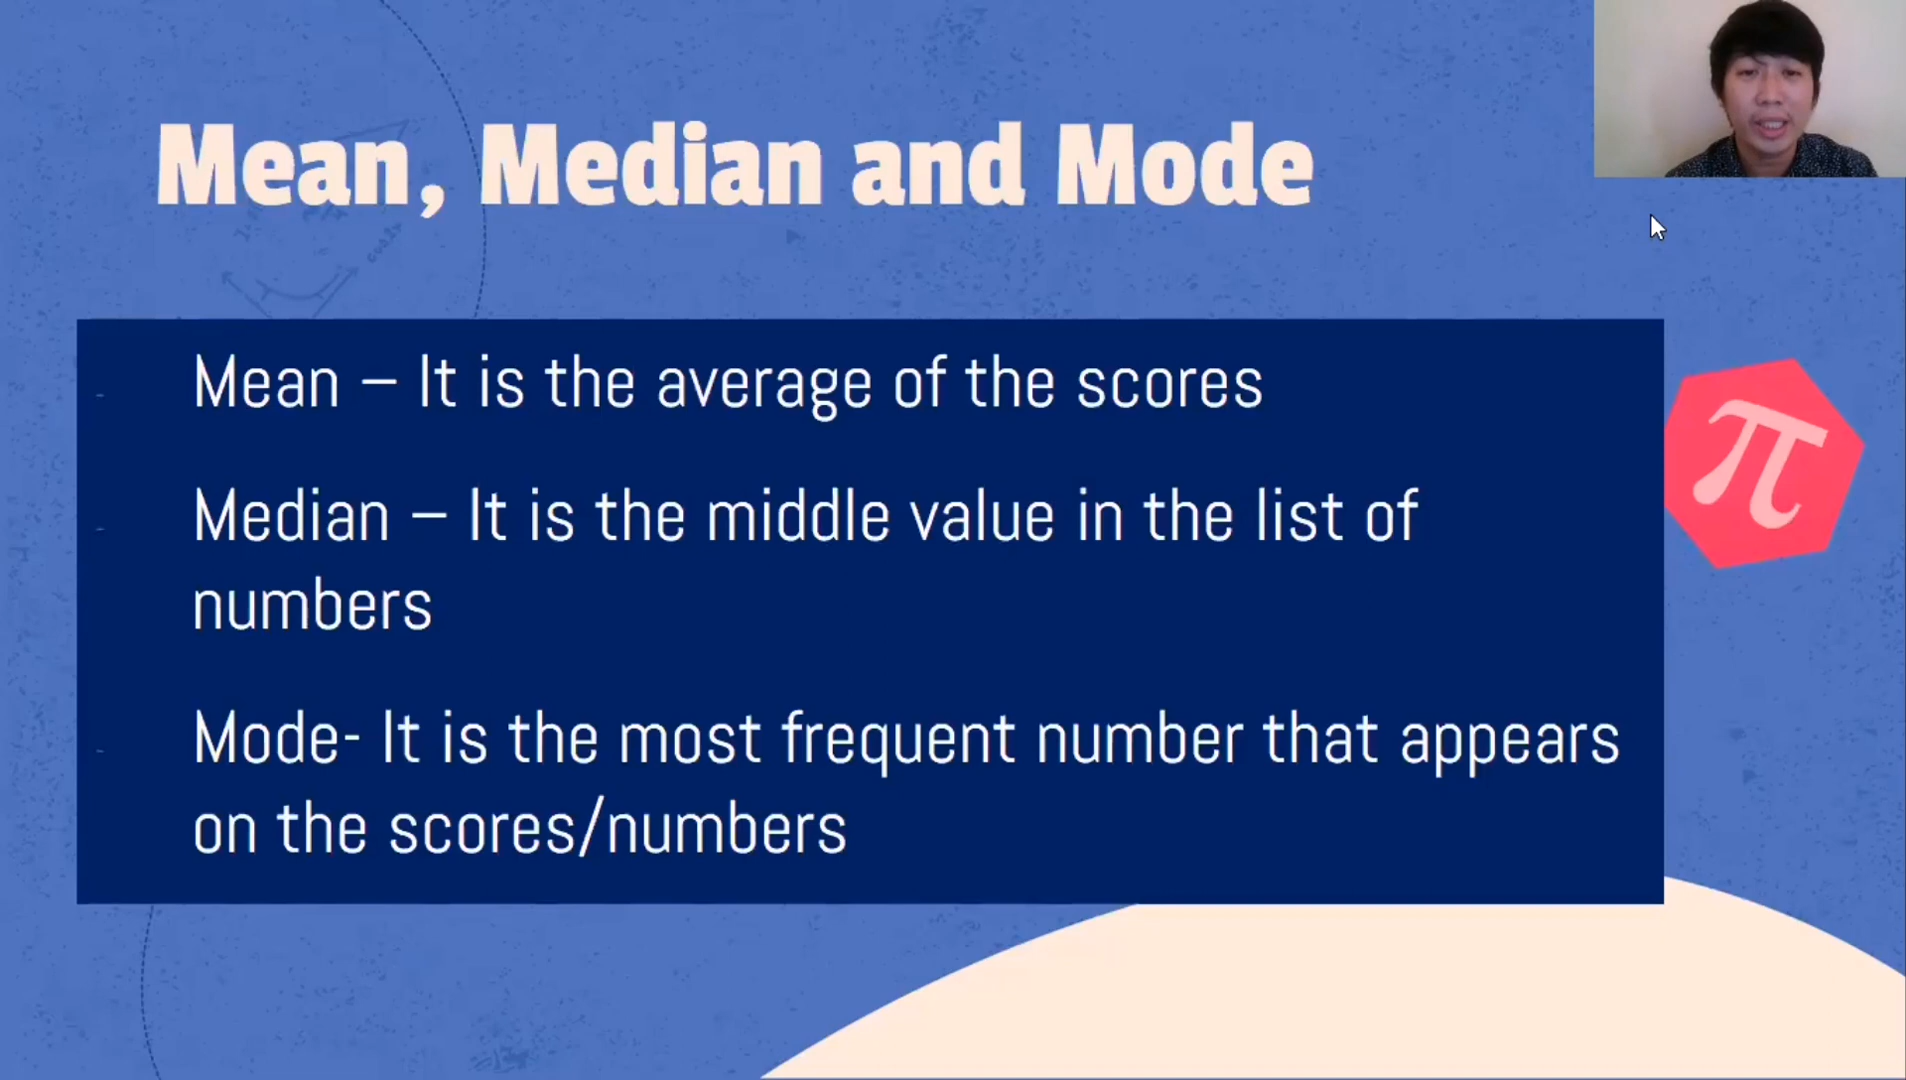 Mean, Median and Mode
- Mean – It is the average of the scores
- Median – It is the middle value in the list of
numbers
- Mode- It is the most frequent number that appears
on the scores/numbers
π